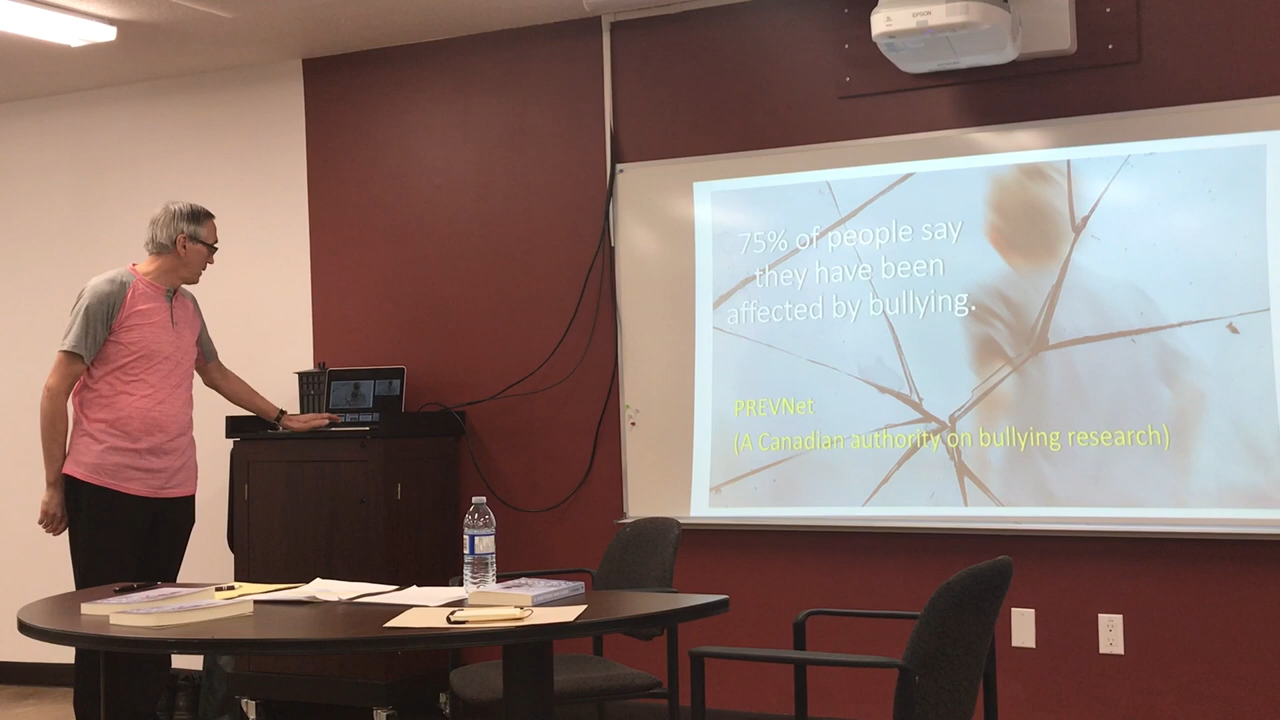 EPSON
75% of people say
they have been
affected by bullying.
PREVNet
(A Canadian authority on bullying research)